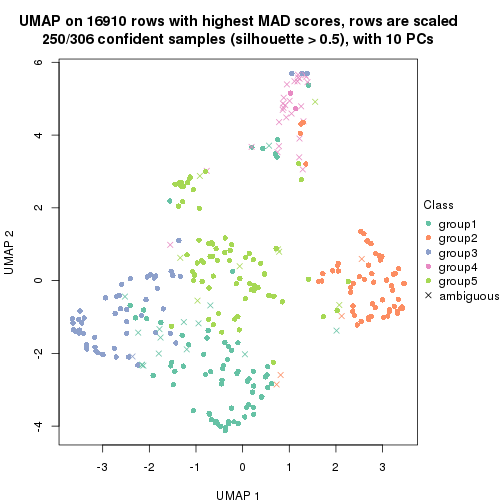 UMAP on 16910 rows with highest MAD scores, rows are scaled
250/306 confident samples (silhouette > 0.5), with 10 PCs
6
4
2
0
-2
-4
UMAP 2
-3
-2
-1
0
1
2
3
UMAP 1
Class
group1
group2
group3
group4
group5
ambiguous